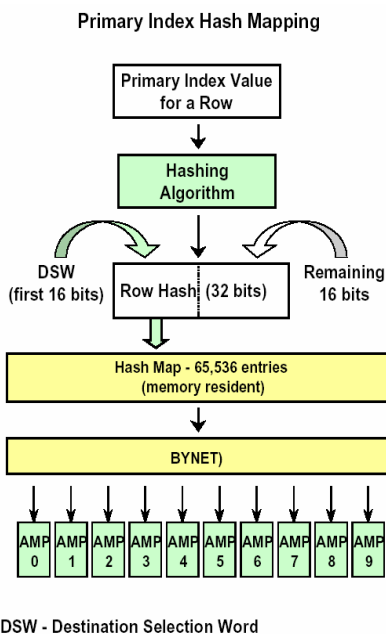 Primary Index Hash Mapping
Primary Index Value
for a Row
Hashing
Algorithm
DSW
(first 16 bits)
Row Hash (32 bits)
Remaining
16 bits
Hash Map - 65,536 entries
(memory resident)
BYNET)
AMP 0
AMP 1
AMP 2
AMP 3
AMP 4
AMP 5
AMP 6
AMP 7
AMP 8
AMP 9
DSW - Destination Selection Word